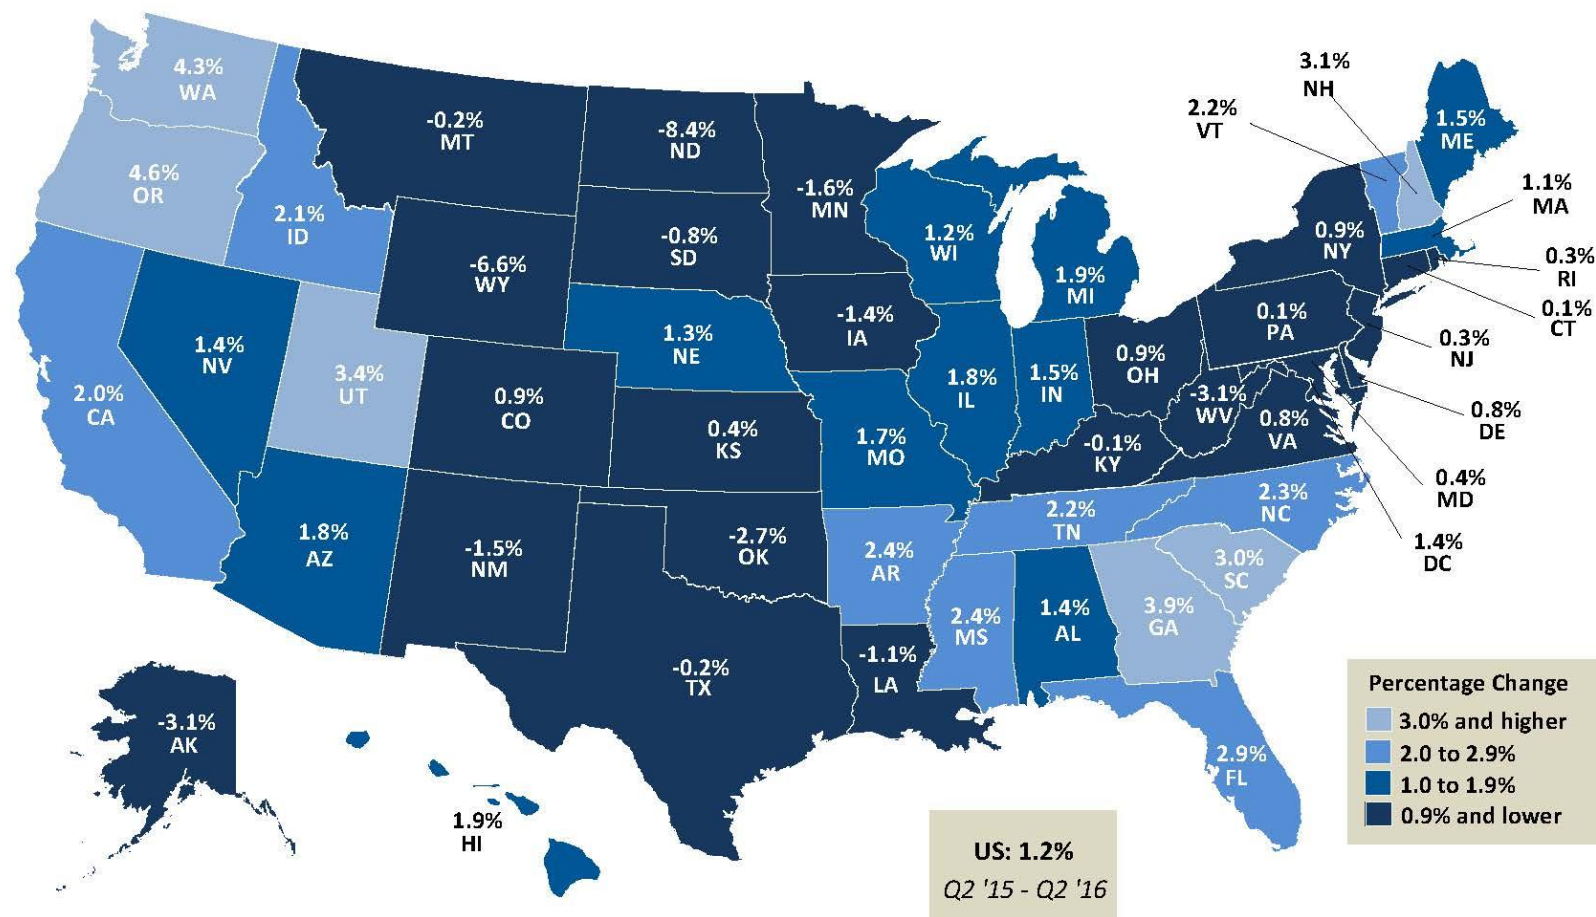 4.3%
WA
4.6%
OR
2.1%
ID
-0.2%
MT
-8.4%
ND
-1.6%
MN
-0.8%
SD
-6.6%
WY
1.2%
WI
1.9%
MI
3.1%
NH
2.2%
VT
1.5%
ME
1.1%
MA
0.9%
NY
0.3%
RI
0.1%
CT
0.1%
PA
0.3%
NJ
2.0%
CA
1.4%
NV
3.4%
UT
0.9%
CO
1.3%
NE
-1.4%
IA
0.4%
KS
1.7%
MO
1.8%
IL
1.5%
IN
0.9%
OH
-3.1%
WV
0.8%
VA
-0.1%
KY
0.8%
DE
0.4%
MD
1.4%
DC
1.8%
AZ
-1.5%
NM
-2.7%
OK
2.4%
AR
2.2%
TN
2.3%
NC
3.0%
SC
3.9%
GA
1.4%
AL
2.4%
MS
-1.1%
LA
-0.2%
TX
2.9%
FL
-3.1%
AK
1.9%
HI
Percentage Change
3.0% and higher
2.0 to 2.9%
1.0 to 1.9%
0.9% and lower
US: 1.2%
Q2 '15 - Q2 '16